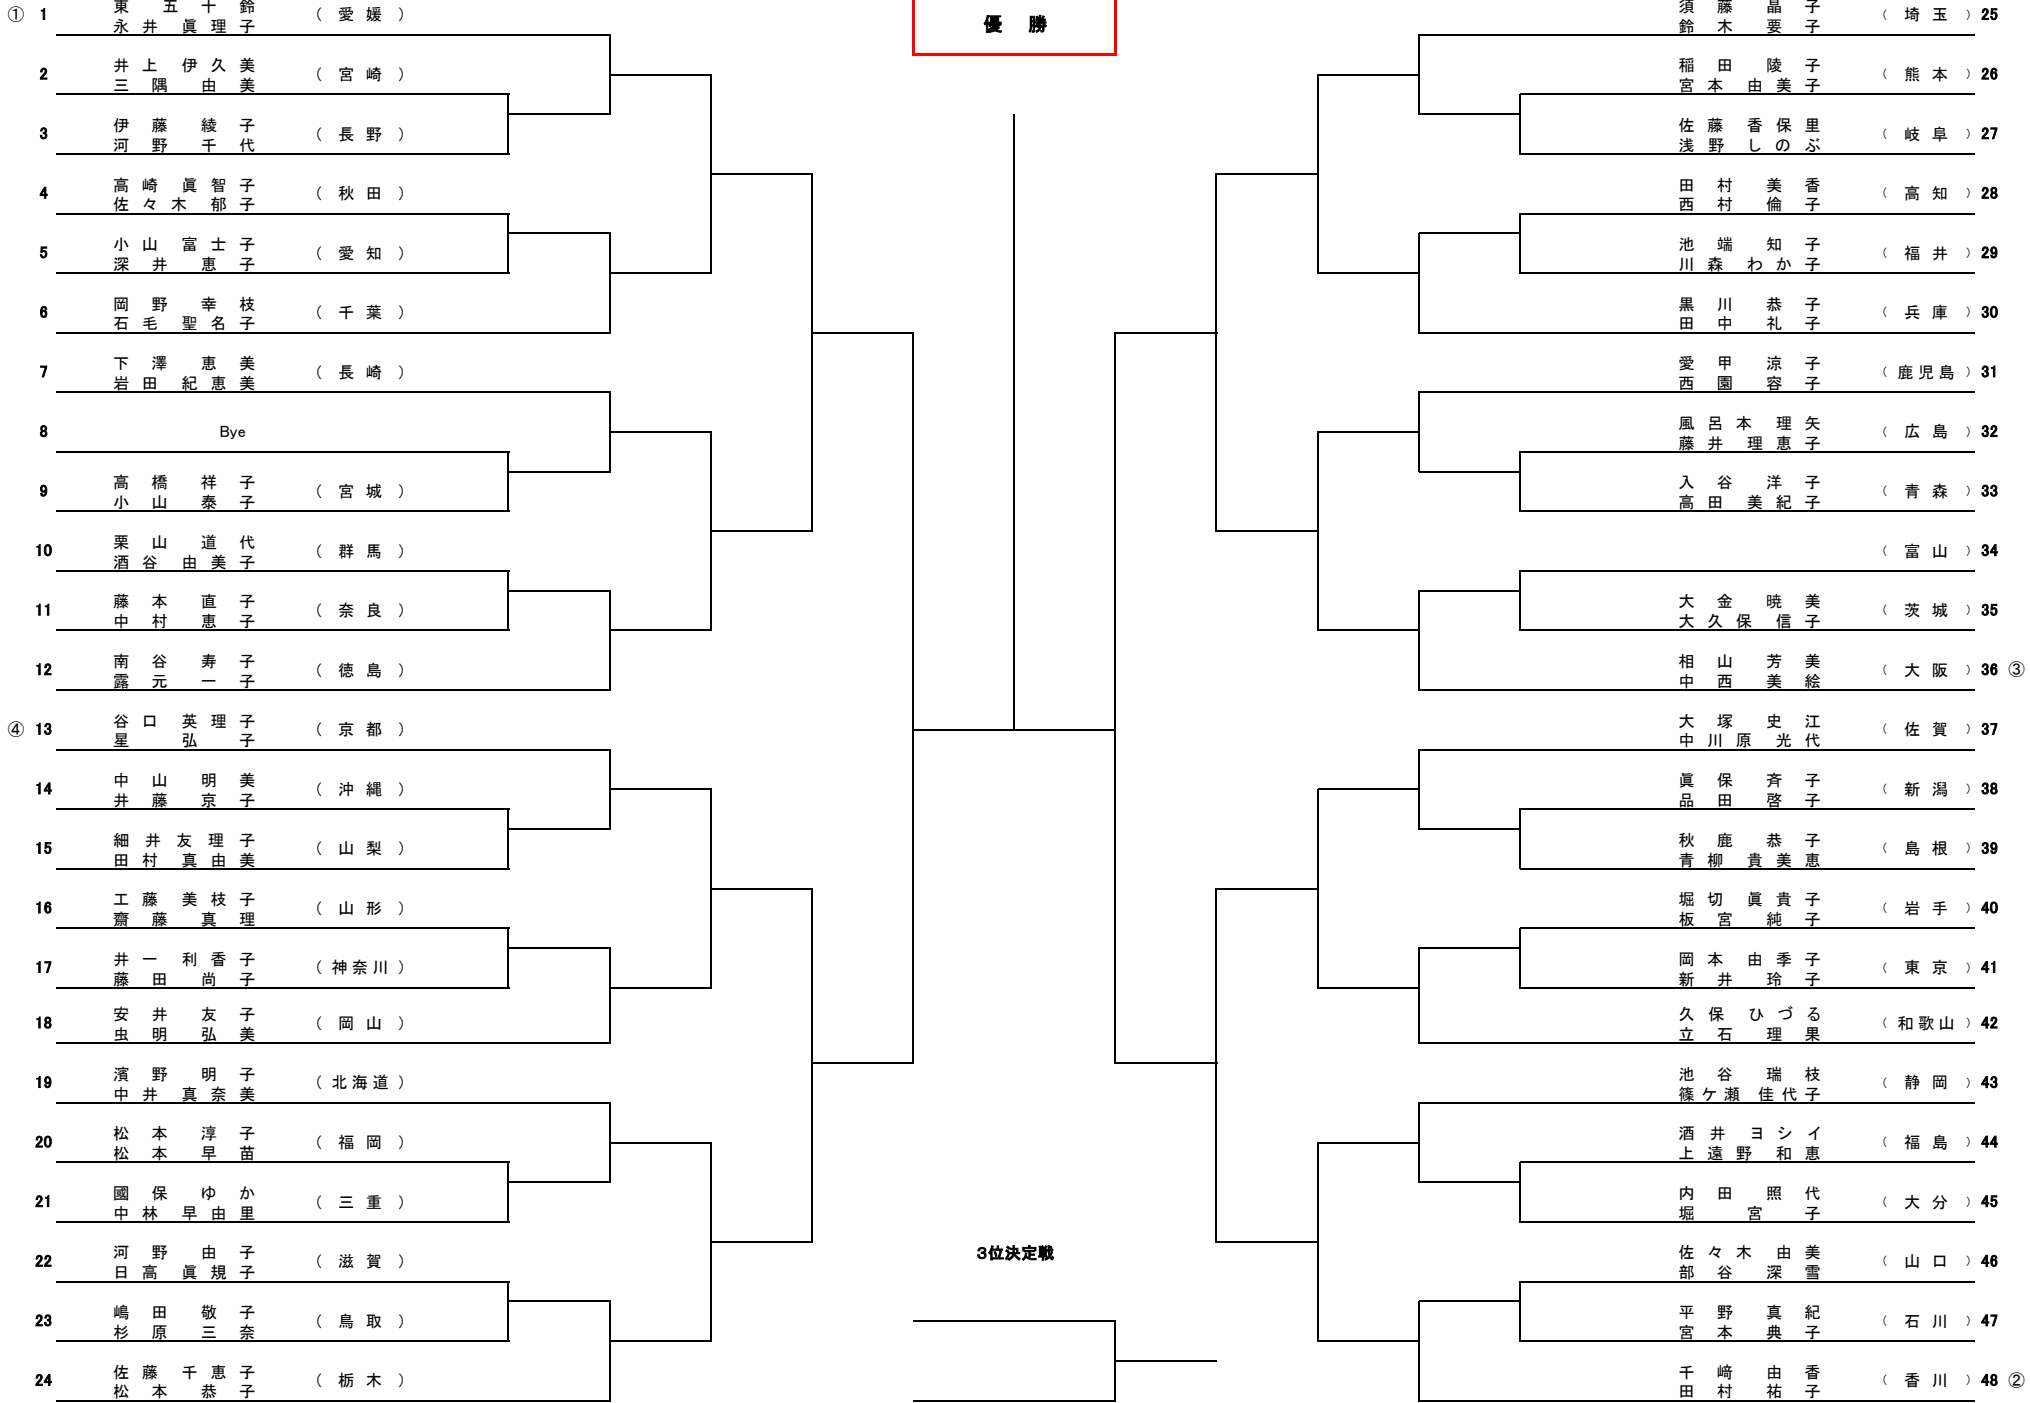 優 勝
① 1 東 五十鈴 (愛媛)
永井 眞理子
2 井上 伊久美 (宮崎)
三隅 由美
3 伊藤 綾子 (長野)
河野 千代
4 高崎 眞智子 (秋田)
佐々木 郁子
5 小山 富士子 (愛知)
深井 恵子
6 岡野 幸枝 (千葉)
石毛 聖名子
7 下澤 恵美 (長崎)
岩田 紀恵美
8 Bye
9 高橋 祥子 (宮城)
小山 泰子
10 栗山 道代 (群馬)
酒谷 由美子
11 藤本 直子 (奈良)
中村 恵子
12 南谷 寿子 (徳島)
露元 一子
④ 13 谷口 英理子 (京都)
星 弘子
14 中山 明美 (沖縄)
井藤 京子
15 細井 友理子 (山梨)
田村 真由美
16 工藤 美枝子 (山形)
齋藤 真理
17 井一 利香子 (神奈川)
藤田 尚子
18 安井 友子 (岡山)
虫明 弘美
19 濱野 明子 (北海道)
中井 真奈美
20 松本 淳子 (福岡)
松本 早苗
21 國保 ゆか (三重)
中林 早由里
22 河野 由子 (滋賀)
日高 眞規子
23 嶋田 敬子 (鳥取)
杉原 三奈
24 佐藤 千恵子 (栃木)
松本 恭子
須藤 晶子 (埼玉) 25
鈴木 要子
稲田 陵子 (熊本) 26
宮本 由美子
佐藤 香保里 (岐阜) 27
浅野 しのぶ
田村 美香 (高知) 28
西村 倫子
池端 知子 (福井) 29
川森 わか子
黒川 恭子 (兵庫) 30
田中 礼子
愛甲 涼子 (鹿児島) 31
西園 容子
風呂本 理矢 (広島) 32
藤井 理恵子
入谷 洋子 (青森) 33
高田 美紀子
(富山) 34
大金 暁美 (茨城) 35
大久保 信子
相山 芳美 (大阪) 36 ③
中西 美絵
大塚 史江 (佐賀) 37
中川原 光代
眞保 斉子 (新潟) 38
品田 啓子
秋鹿 恭子 (島根) 39
青柳 貴美恵
堀切 眞貴子 (岩手) 40
板宮 純子
岡本 由季子 (東京) 41
新井 玲子
久保 ひづる (和歌山) 42
立石 理果
池谷 瑞枝 (静岡) 43
篠ケ瀬 佳代子
酒井 ヨシイ (福島) 44
上遠野 和恵
内田 照代 (大分) 45
堀 宮子
佐々木 由美 (山口) 46
部谷 深雪
平野 真紀 (石川) 47
宮本 典子
千﨑 由香 (香川) 48 ②
田村 祐子
3位決定戦